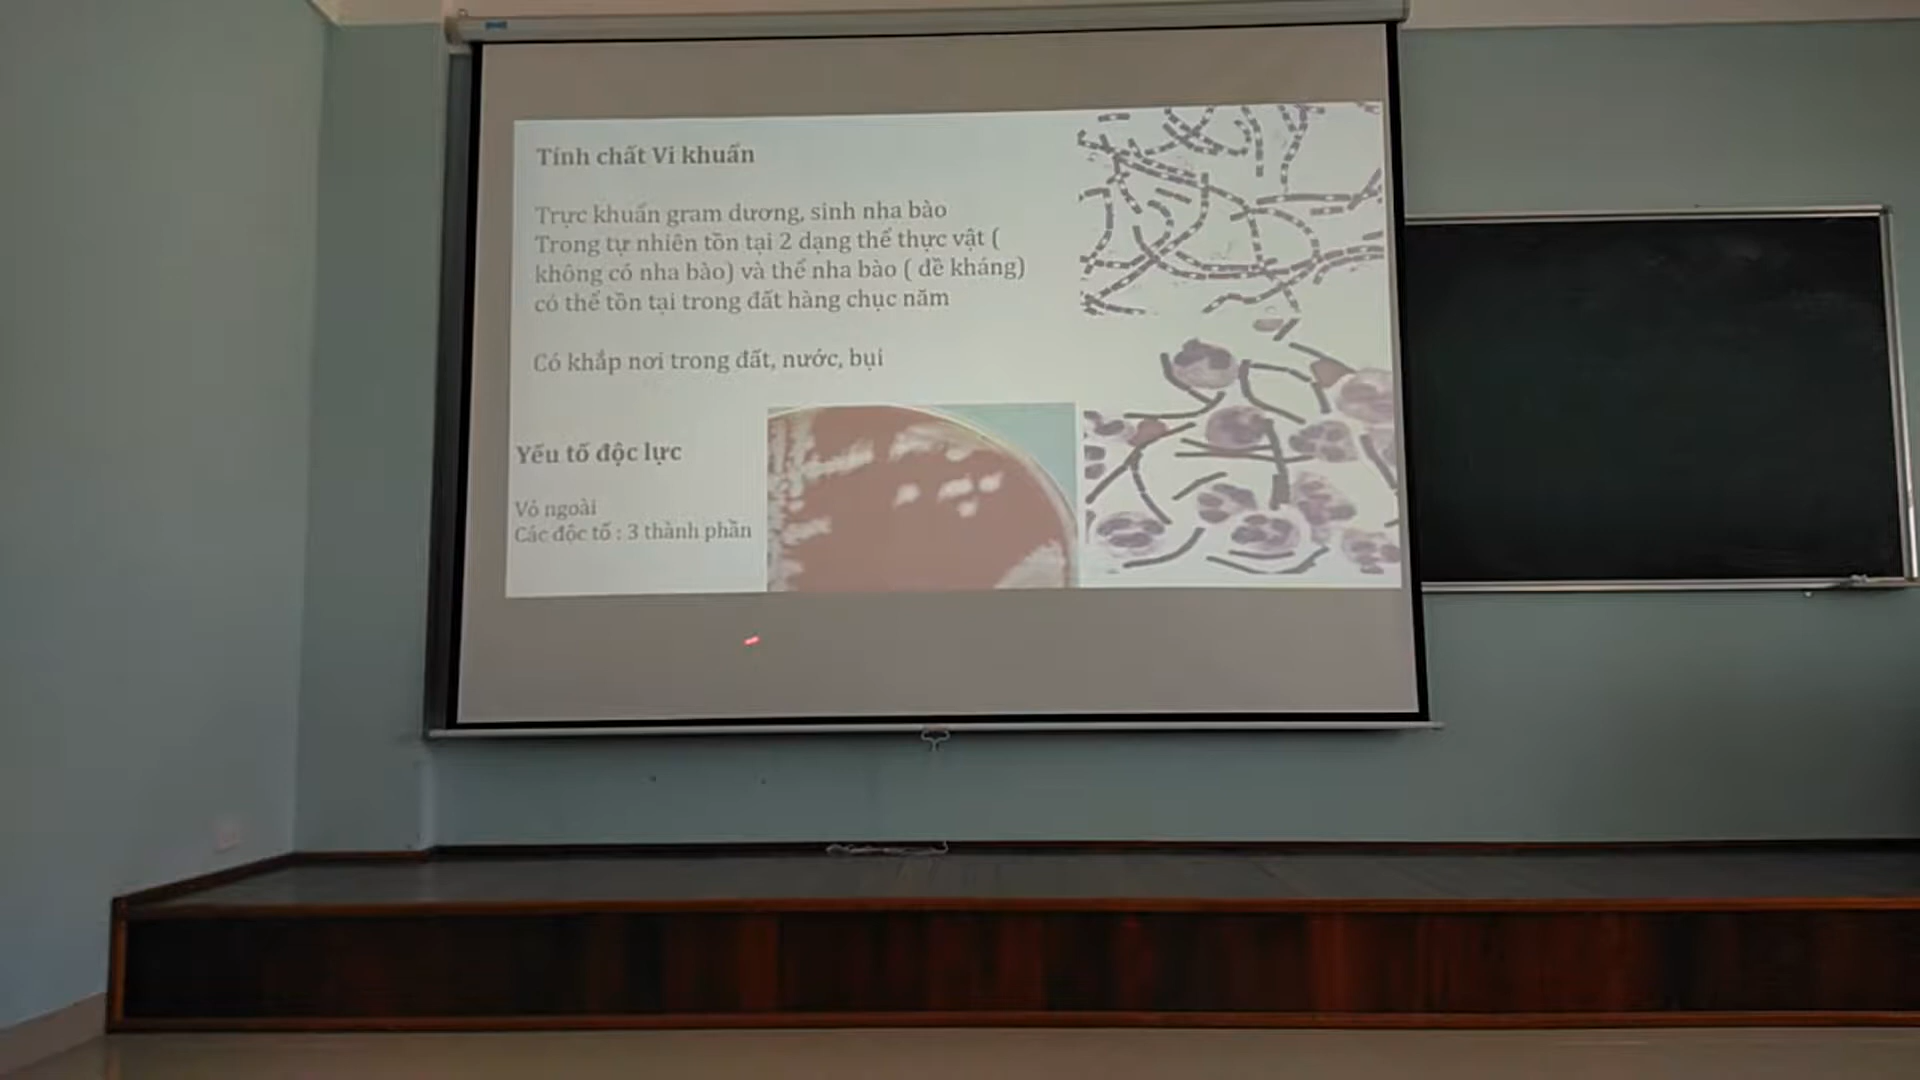 Tính chất Vi khuẩn
Trực khuẩn gram dương, sinh nha bào
Trong tự nhiên tồn tại 2 dạng thể thực vật (
không có nha bào) và thể nha bào ( đề kháng)
có thể tồn tại trong đất hàng chục năm
Có khắp nơi trong đất, nước, bụi
Yếu tố độc lực
Vỏ ngoài
Các độc tố : 3 thành phần